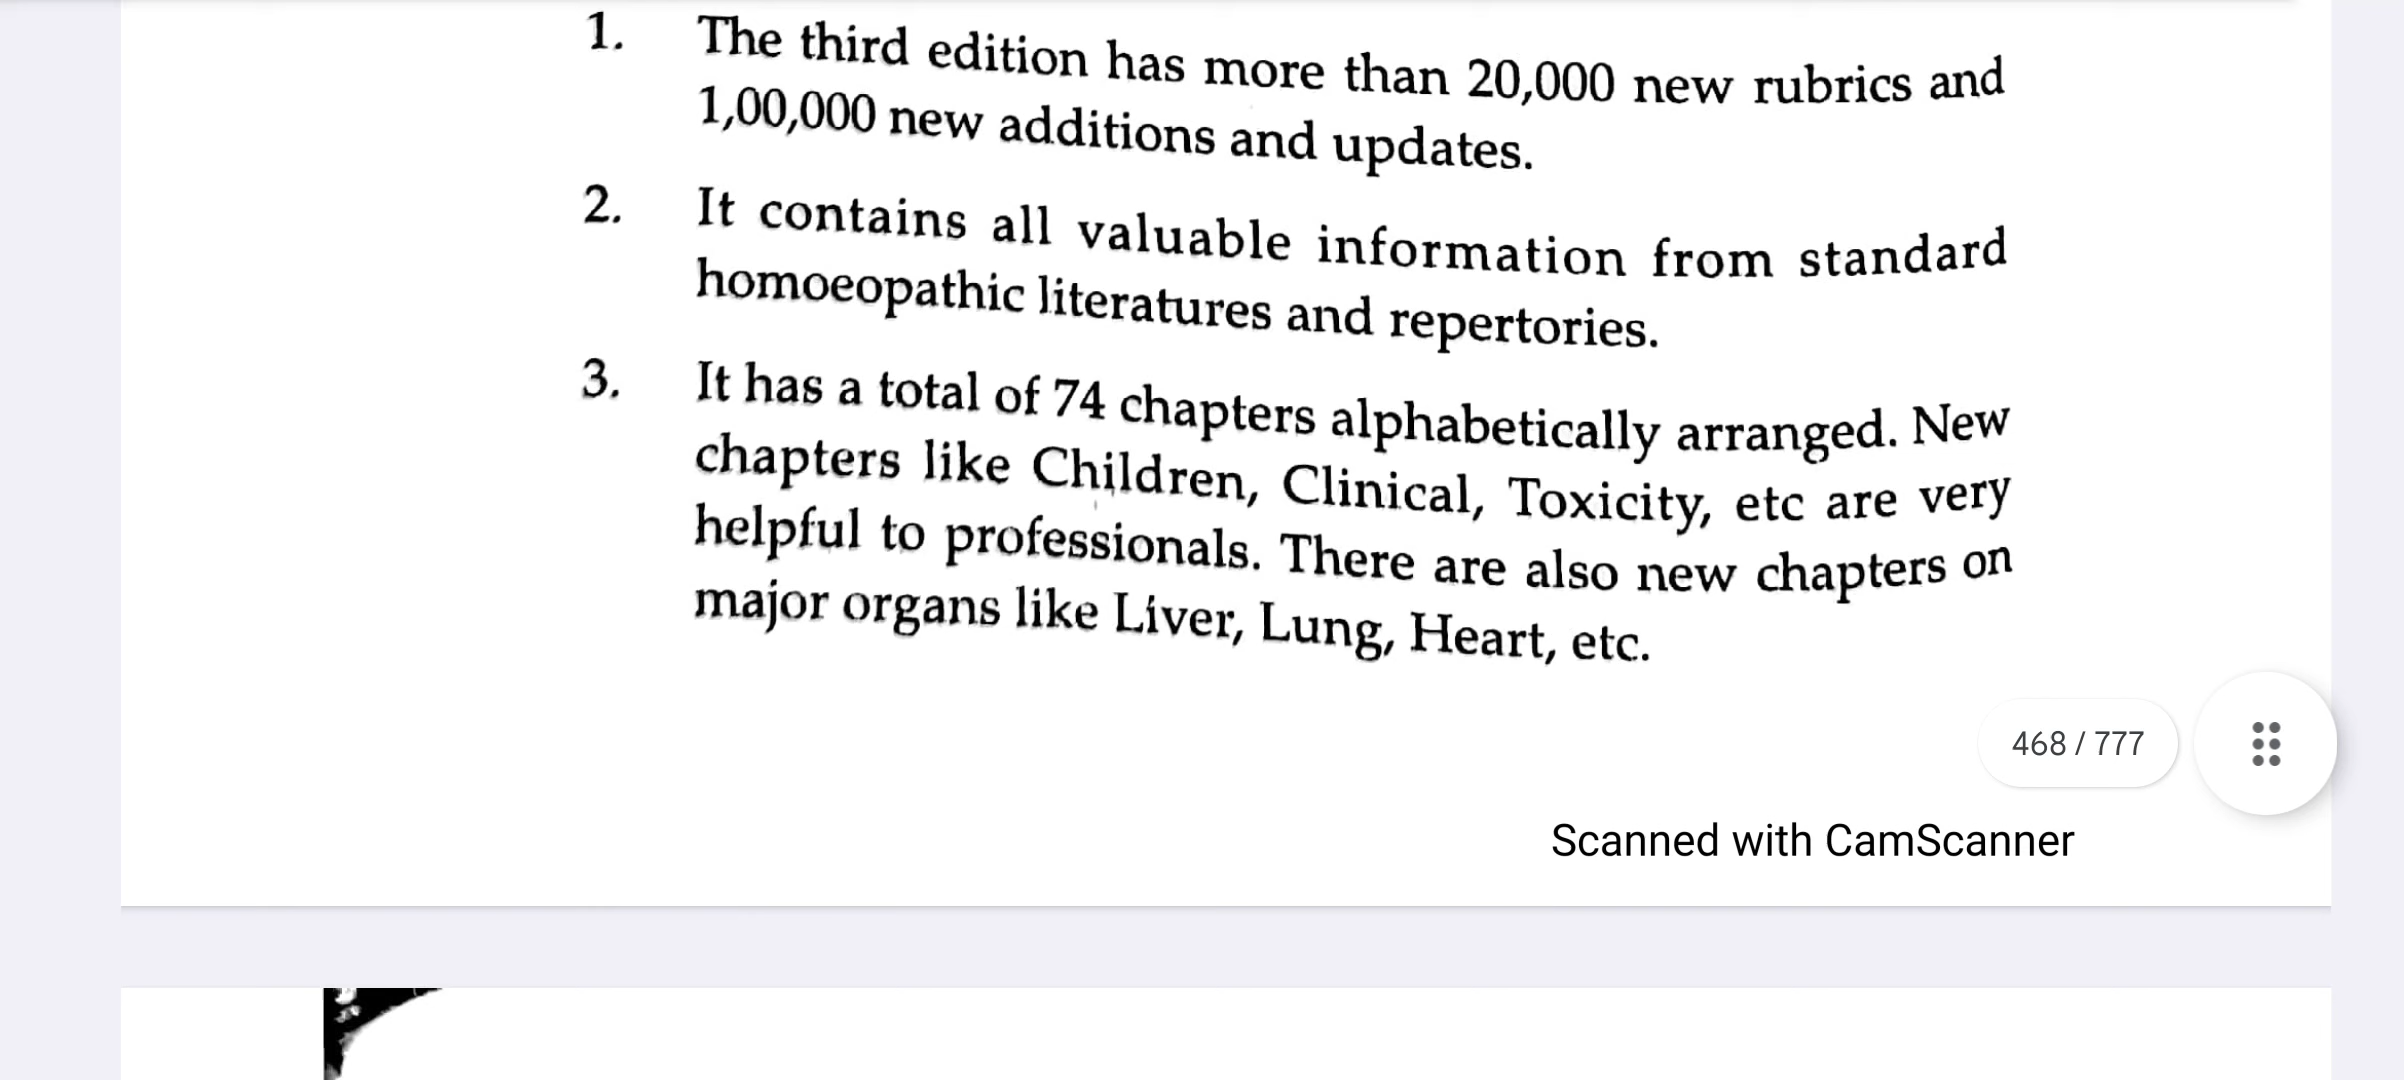 1. The third edition has more than 20,000 new rubrics and
1,00,000 new additions and updates.
2. It contains all valuable information from standard
homoeopathic literatures and repertories.
3. It has a total of 74 chapters alphabetically arranged. New
chapters like Children, Clinical, Toxicity, etc are very
helpful to professionals. There are also new chapters on
major organs like Liver, Lung, Heart, etc.
468 / 777
Scanned with CamScanner